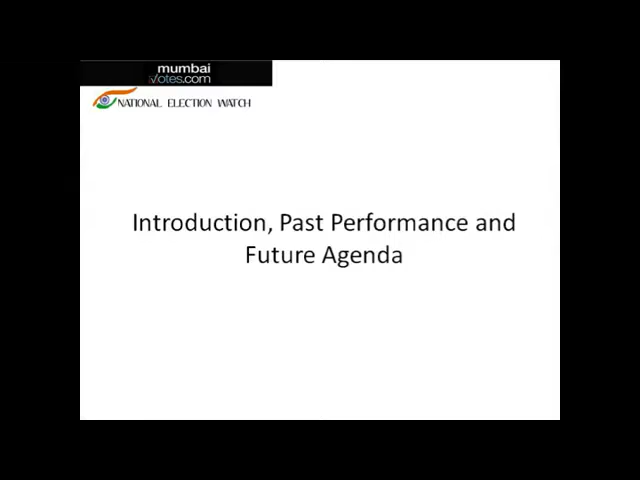 mumbai
votes.com
NATIONAL ELECTION WATCH
Introduction, Past Performance and
Future Agenda